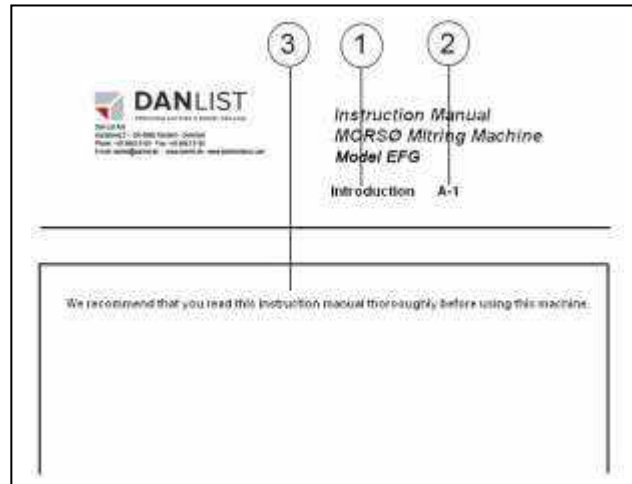 3 1 2
DANLIST
Instruction Manual
MORSØ Mitring Machine
Model EFG
Introduction A-1
We recommend that you read this instruction manual thoroughly before using this machine.